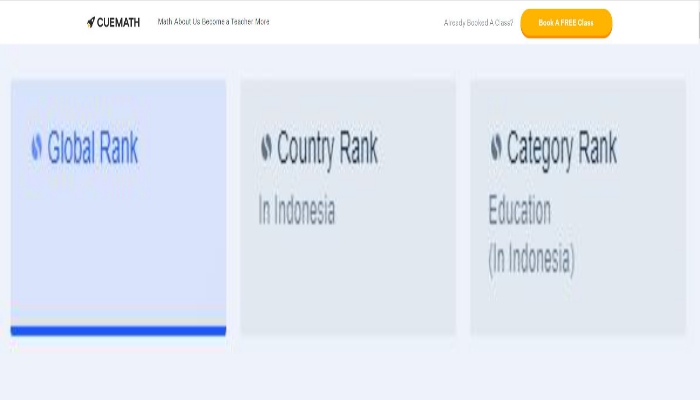 CUEMATH
Math About Us Become a Teacher More
Already Booked A Class?
Book A FREE Class
Global Rank
Country Rank
In Indonesia
Category Rank
Education
(In Indonesia)